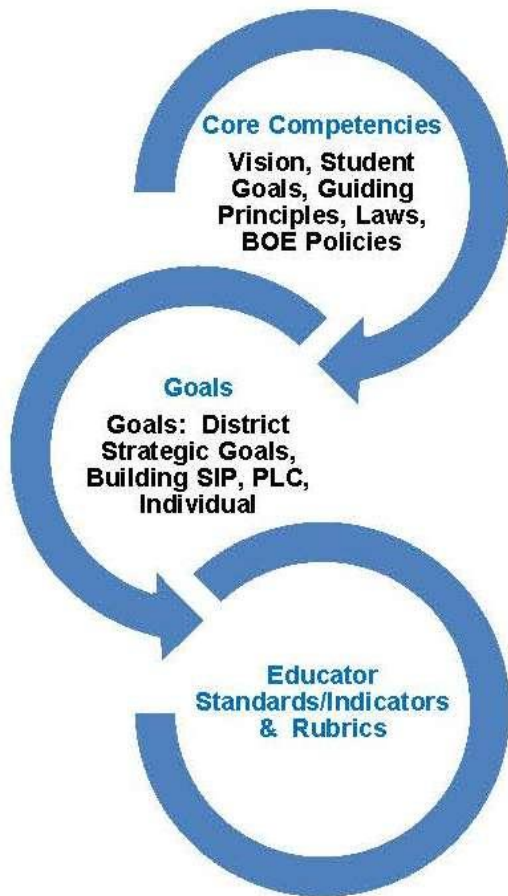 Core Competencies
Vision, Student
Goals, Guiding
Principles, Laws,
BOE Policies
Goals
Goals: District
Strategic Goals,
Building SIP, PLC,
Individual
Educator
Standards/Indicators
& Rubrics